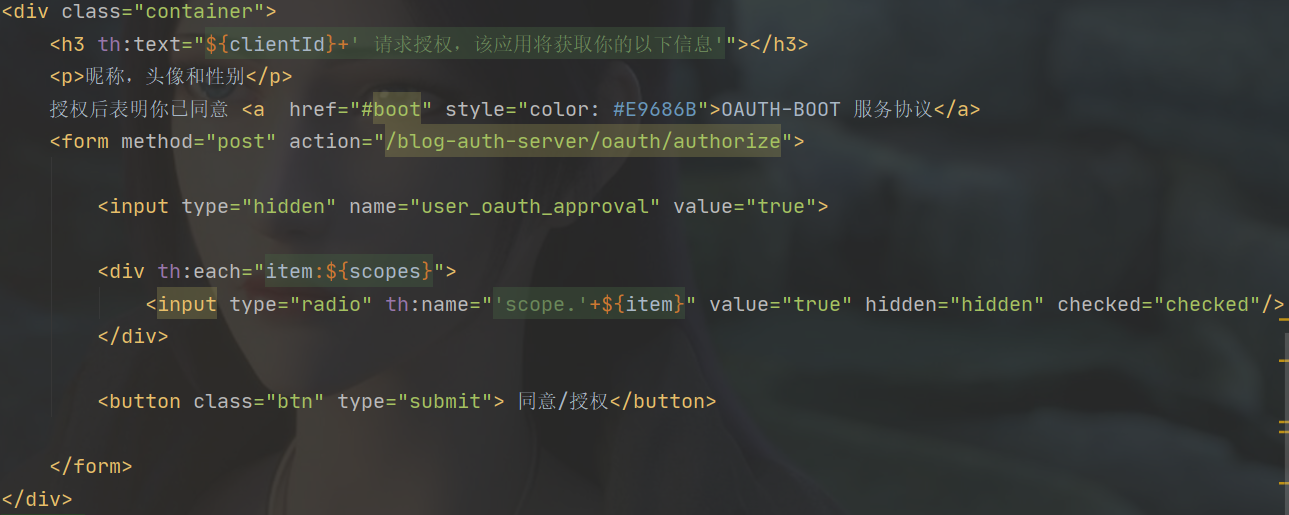 <div class="container">
<h3 th:text="${clientId}+' 请求授权，该应用将获取你的以下信息'"></h3>
<p>昵称，头像和性别</p>
授权后表明你已同意 <a  href="#boot" style="color: #E9686B">OAUTH-BOOT 服务协议</a>
<form method="post" action="/blog-auth-server/oauth/authorize">
<input type="hidden" name="user_oauth_approval" value="true">
<div th:each="item:${scopes}">
<input type="radio" th:name="'scope.'+${item}" value="true" hidden="hidden" checked="checked"/>
</div>
<button class="btn" type="submit"> 同意/授权</button>
</form>
</div>